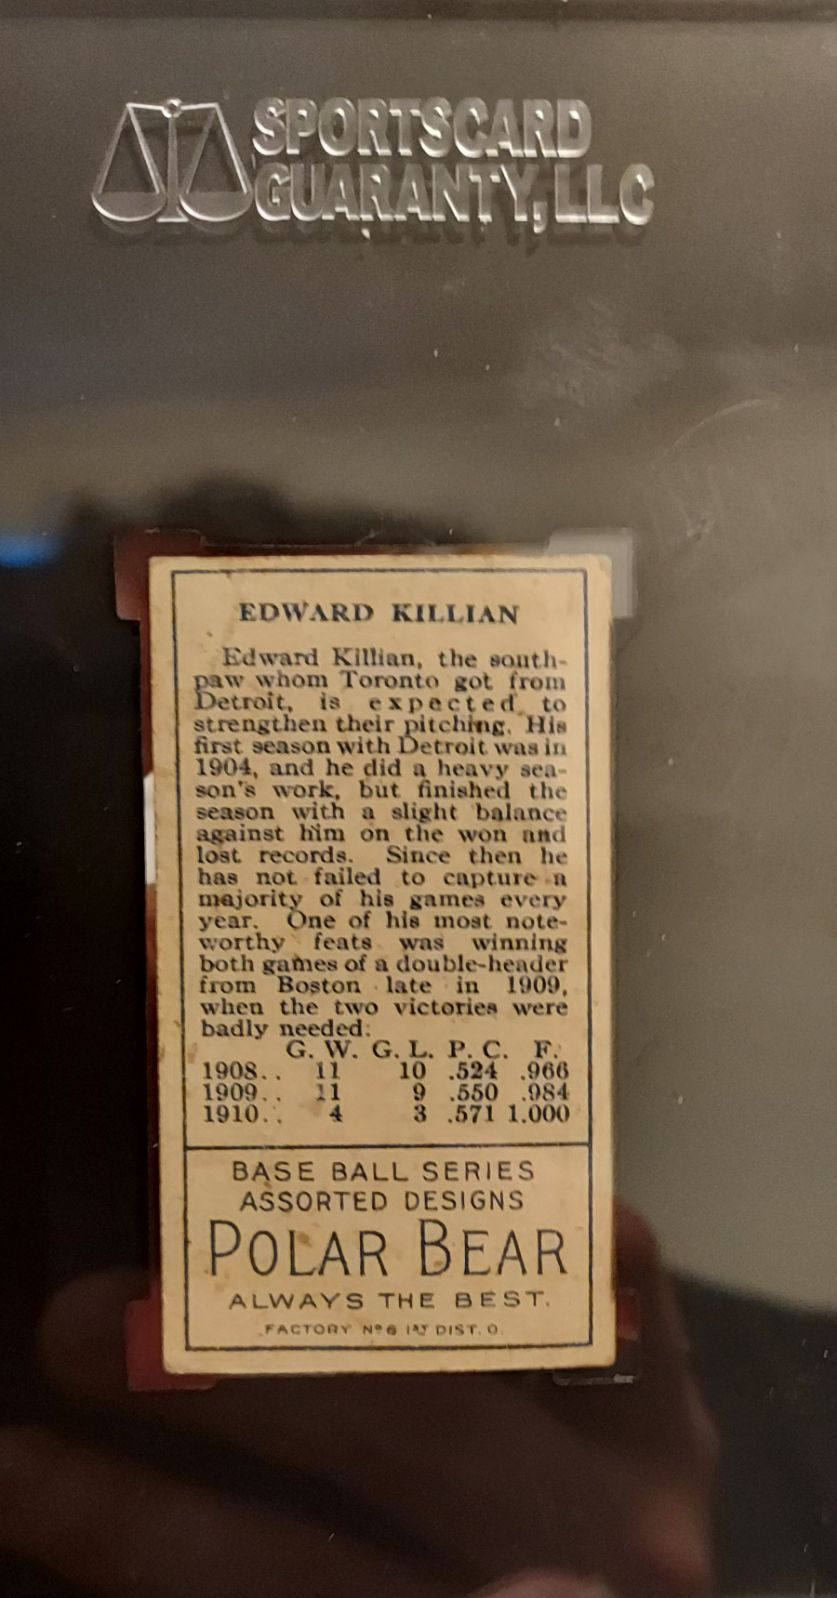 SPORTSCARD
GUARANTY, LLC
EDWARD KILLIAN
Edward Killian, the south-
paw whom Toronto got from
Detroit, is expected to
strengthen their pitching. His
first season with Detroit was in
1904, and he did a heavy sea-
son's work, but finished the
season with a slight balance
against him on the won and
lost records. Since then he
has not failed to capture a
majority of his games every
year. One of his most note-
worthy feats was winning
both games of a double-header
from Boston late in 1909,
when the two victories were
badly needed:
G. W. G. L. P. C. F.
1908.. 11 10 .524 .966
1909.. 11 9 .550 .984
1910.. 4 3 .571 1.000
BASE BALL SERIES
ASSORTED DESIGNS
POLAR BEAR
ALWAYS THE BEST.
FACTORY Nº 6 1ST DIST. O.